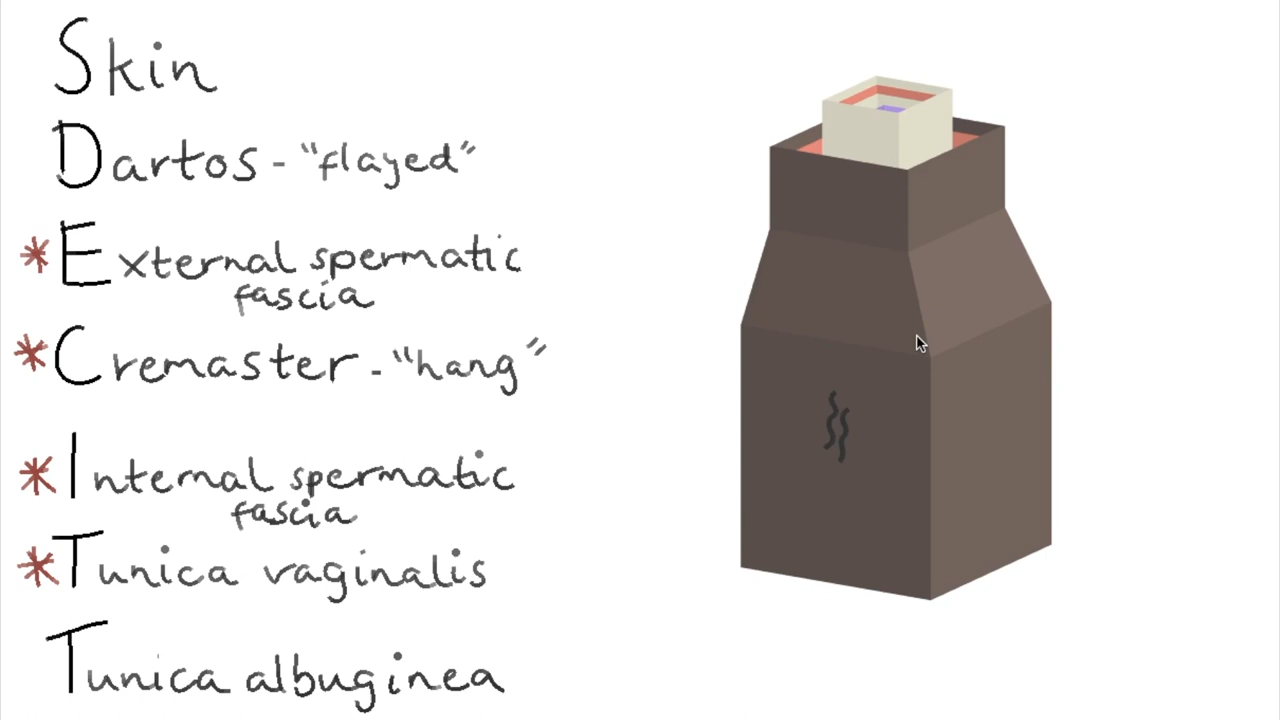 Skin
Dartos - "flayed"
* External spermatic
fascia
* Cremaster - "hang"
* Internal spermatic
fascia
* Tunica vaginalis
Tunica albuginea